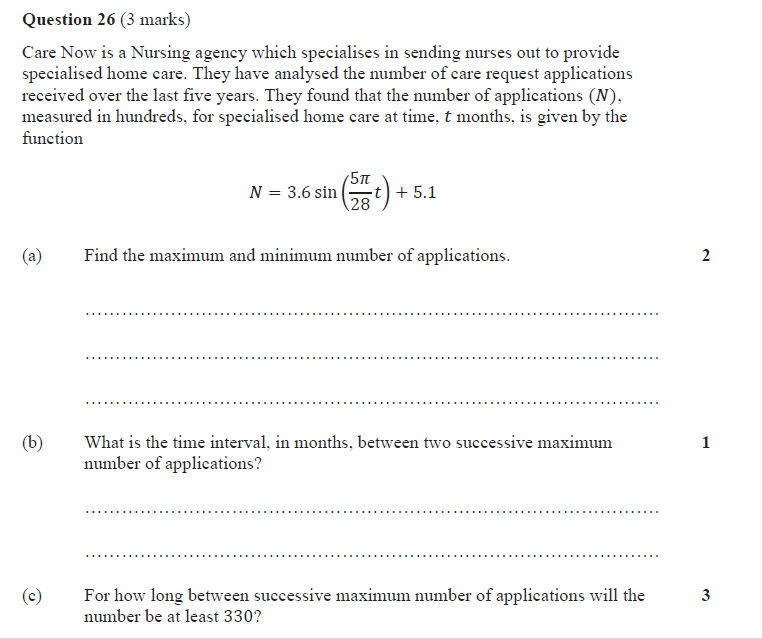 Question 26 (3 marks)
Care Now is a Nursing agency which specialises in sending nurses out to provide
specialised home care. They have analysed the number of care request applications
received over the last five years. They found that the number of applications (N),
measured in hundreds, for specialised home care at time, t months, is given by the
function
N = 3.6 sin (5π/28 t) + 5.1
(a) Find the maximum and minimum number of applications. 2
(b) What is the time interval, in months, between two successive maximum 1
number of applications?
(c) For how long between successive maximum number of applications will the 3
number be at least 330?